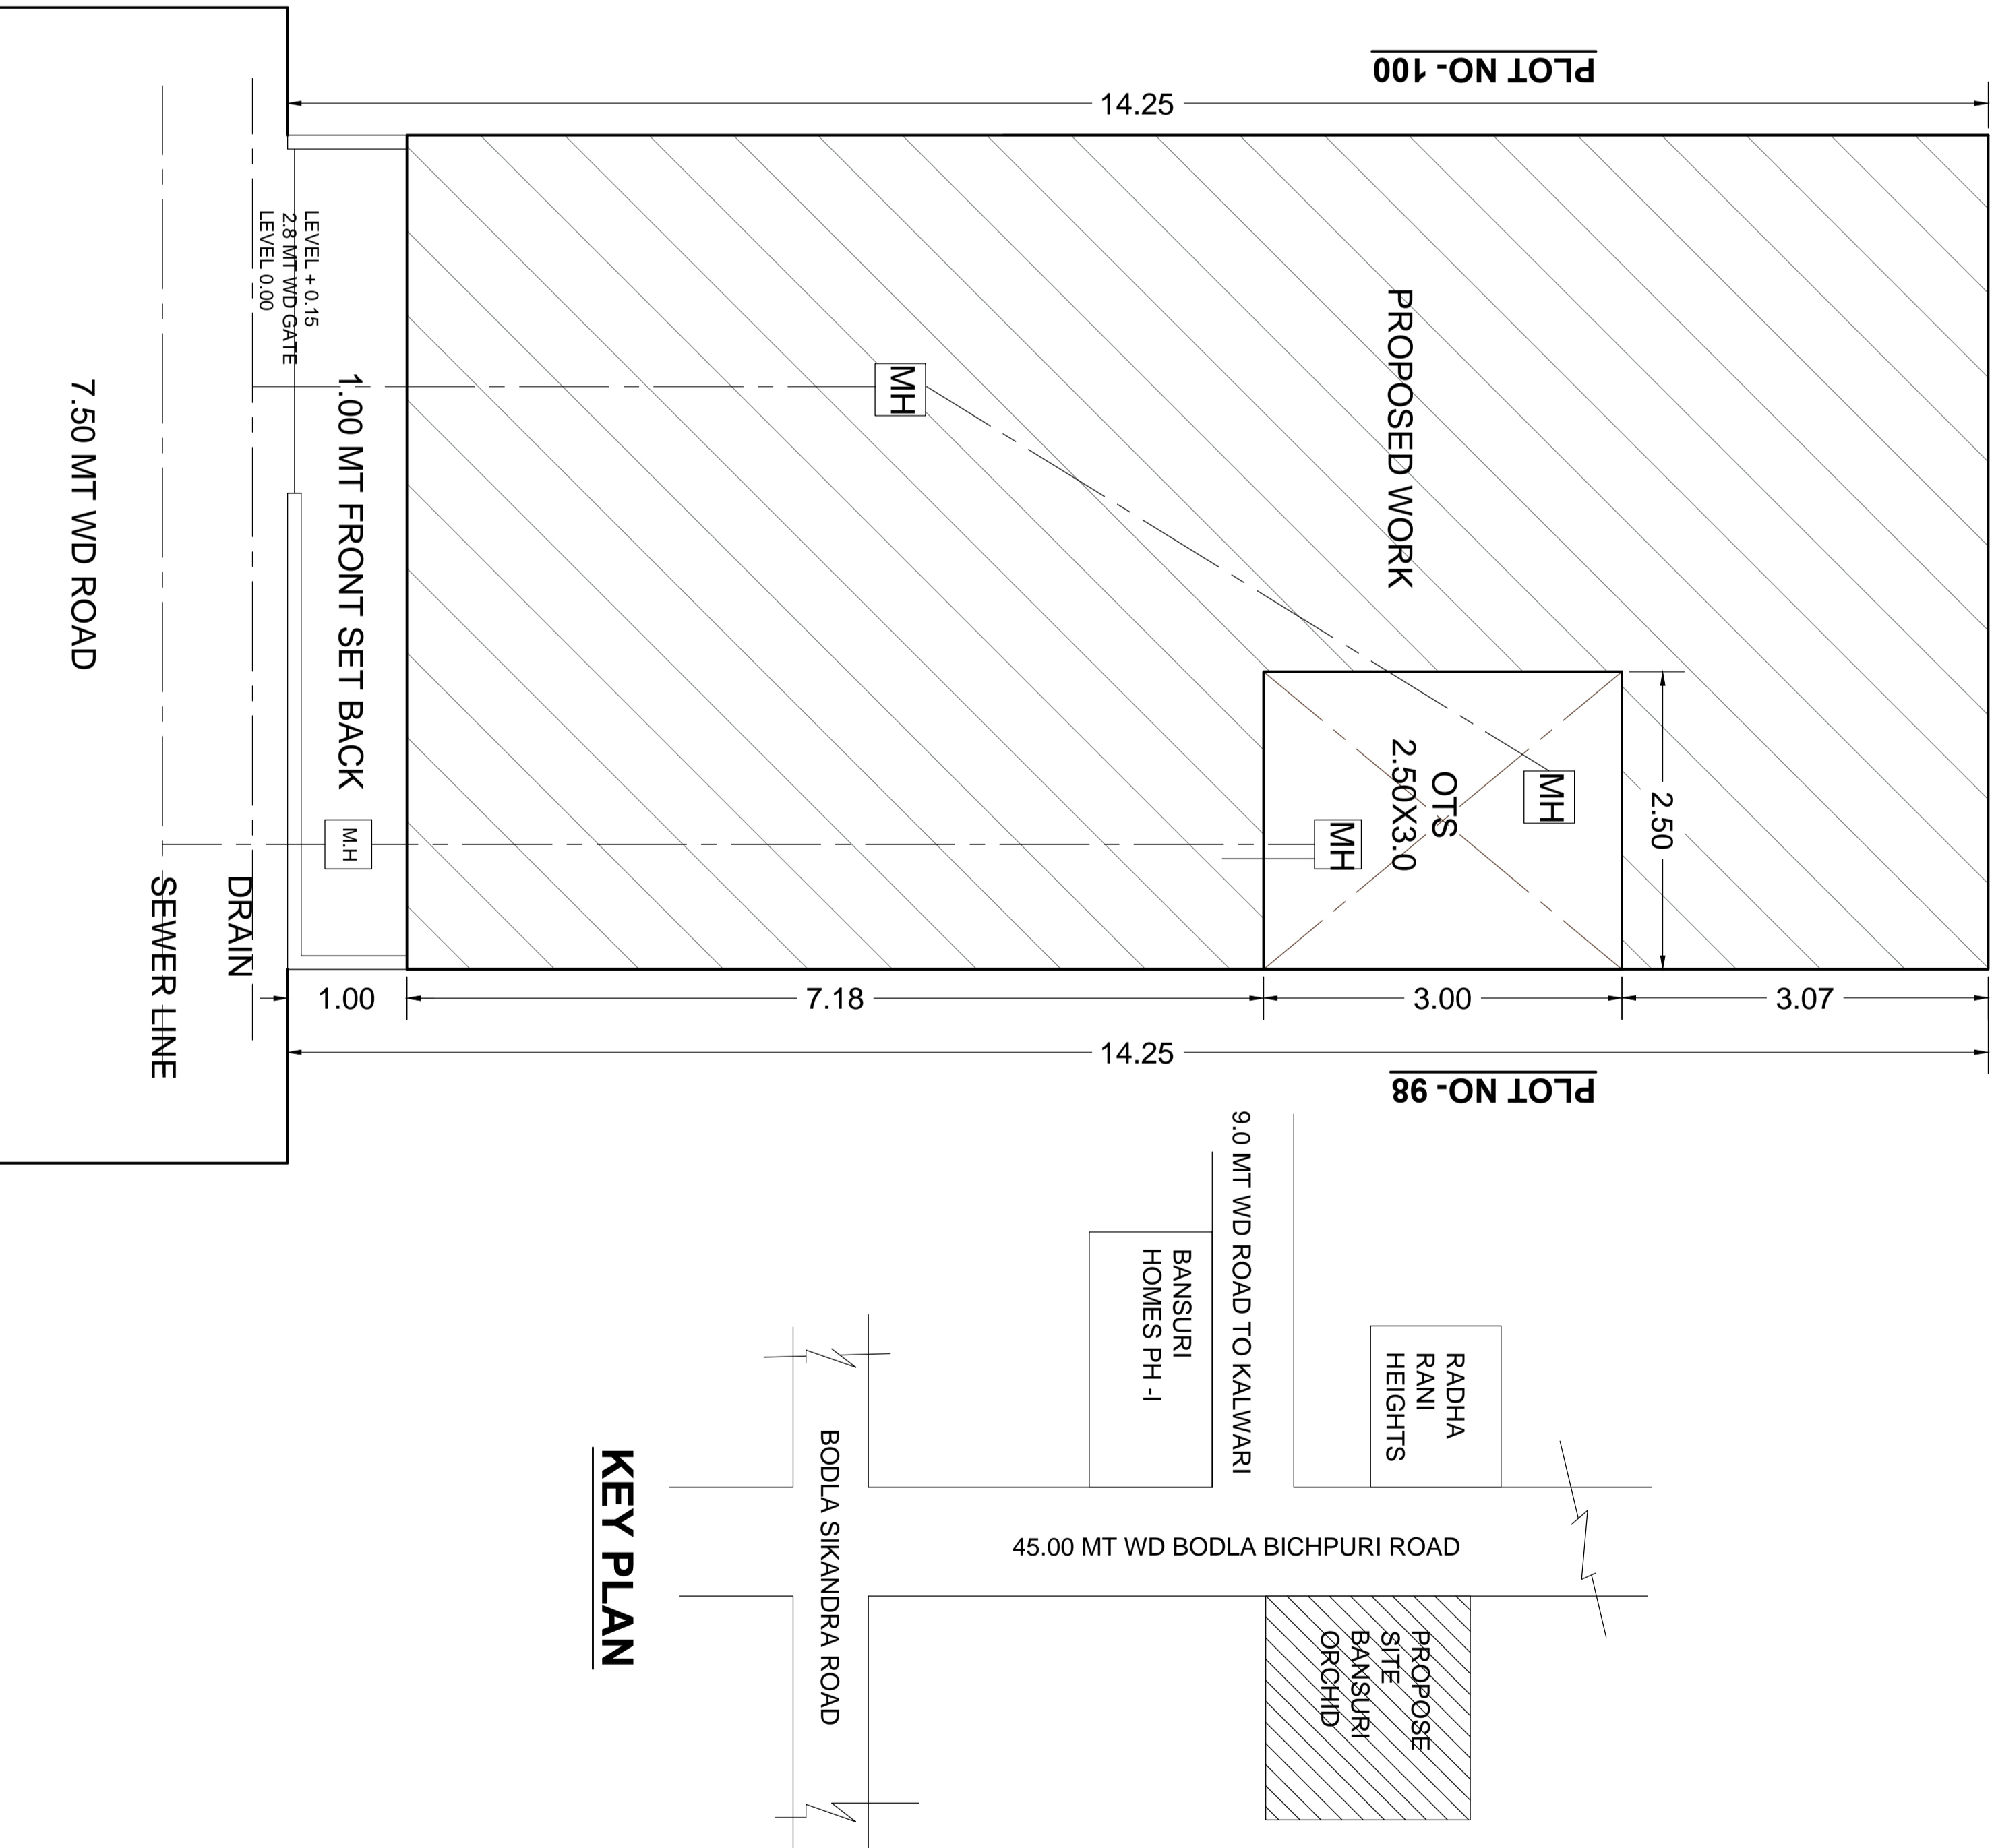 PLOT NO- 100
14.25
LEVEL + 0.15
2.8 MT WD GATE
LEVEL 0.00
7.50 MT WD ROAD
1.00 MT FRONT SET BACK
MH
PROPOSED WORK
MH
OTS
2.50X3.0
MH
2.50
M.H
DRAIN
SEWER LINE
1.00
7.18
3.00
3.07
14.25
PLOT NO- 98
9.0 MT WD ROAD TO KALWARI
BANSURI
HOMES PH -I
RADHA
RANI
HEIGHTS
BODLA SIKANDRA ROAD
45.00 MT WD BODLA BICHPURI ROAD
PROPOSE
SITE
BANSURI
ORCHID
KEY PLAN